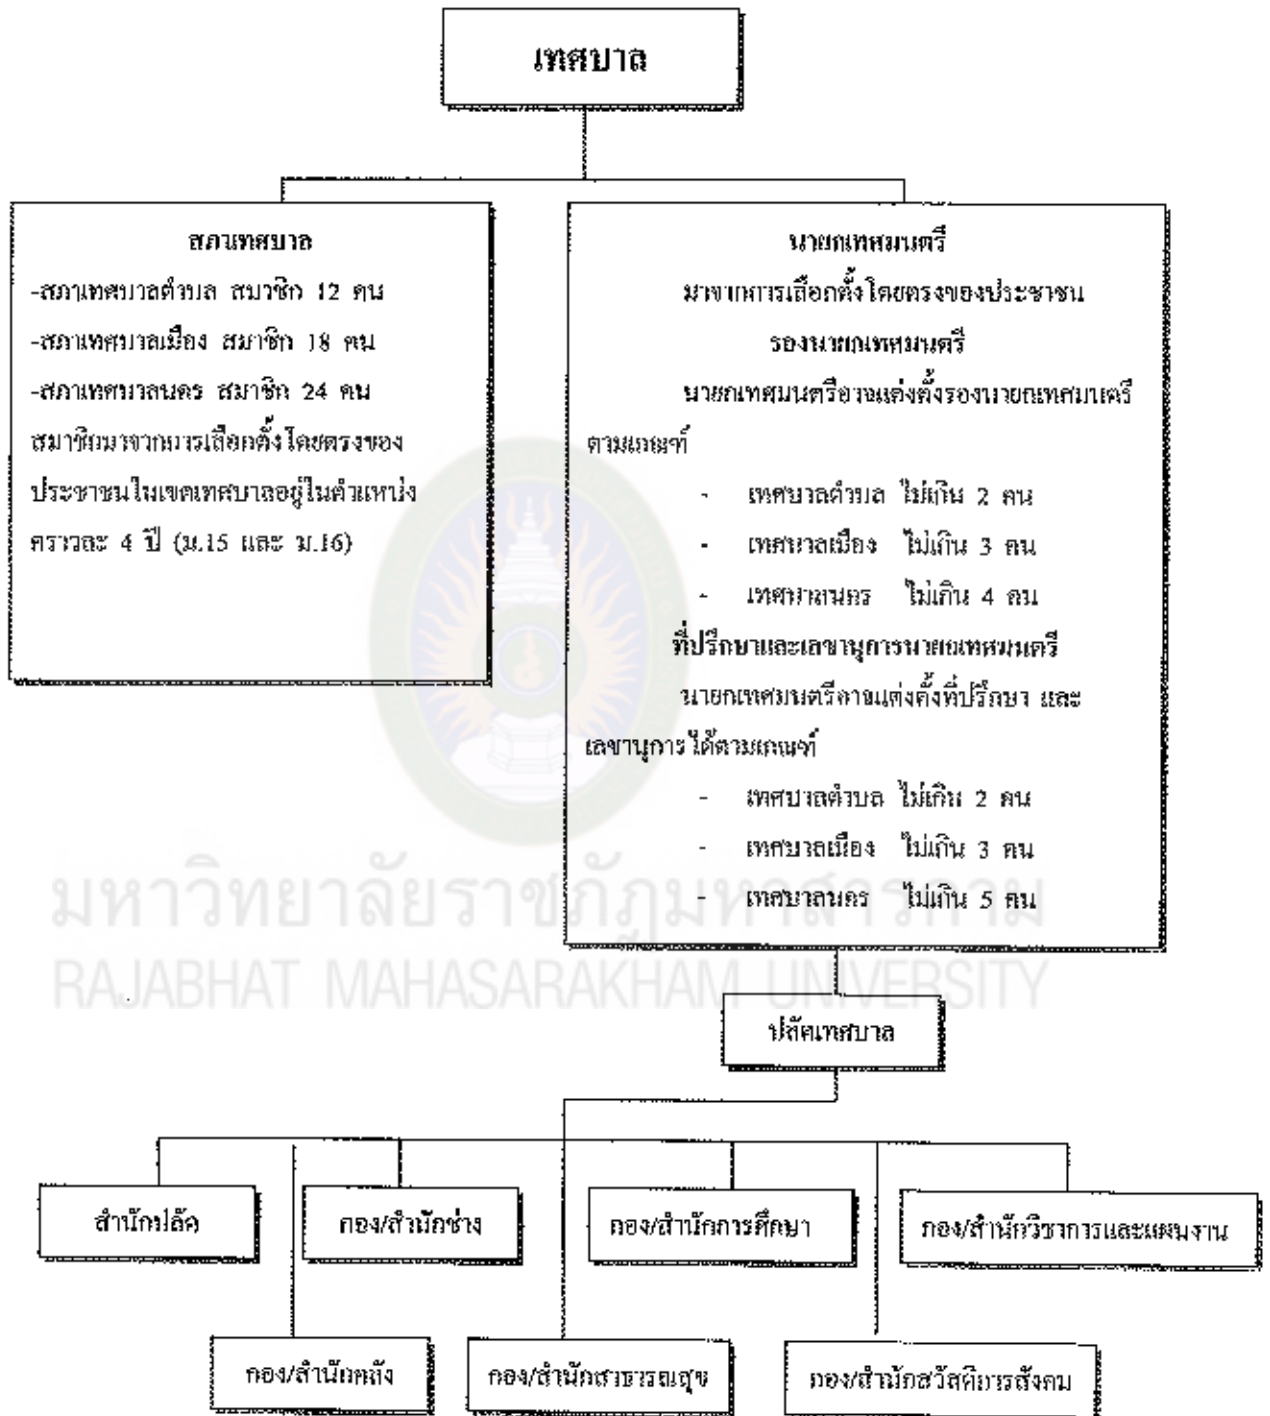 เทศบาล
สภาเทศบาล
-สภาเทศบาลตำบล สมาชิก 12 คน
-สภาเทศบาลเมือง สมาชิก 18 คน
-สภาเทศบาลนคร สมาชิก 24 คน
สมาชิกมาจากการเลือกตั้งโดยตรงของ
ประชาชนในเขตเทศบาลอยู่ในตำแหน่ง
คราวละ 4 ปี (ม.15 และ ม.16)
นายกเทศมนตรี
มาจากการเลือกตั้งโดยตรงของประชาชน
รองนายกเทศมนตรี
นายกเทศมนตรีอาจแต่งตั้งรองนายกเทศมนตรี
ตามเกณฑ์
- เทศบาลตำบล ไม่เกิน 2 คน
- เทศบาลเมือง ไม่เกิน 3 คน
- เทศบาลนคร ไม่เกิน 4 คน
ที่ปรึกษาและเลขานุการนายกเทศมนตรี
นายกเทศมนตรีอาจแต่งตั้งที่ปรึกษา และ
เลขานุการได้ตามเกณฑ์
- เทศบาลตำบล ไม่เกิน 2 คน
- เทศบาลเมือง ไม่เกิน 3 คน
- เทศบาลนคร ไม่เกิน 5 คน
มหาวิทยาลัยราชภัฏมหาสารคาม
RAJABHAT MAHASARAKHAM UNIVERSITY
ปลัดเทศบาล
สำนักปลัด
กอง/สำนักช่าง
กอง/สำนักการศึกษา
กอง/สำนักวิชาการและแผนงาน
กอง/สำนักคลัง
กอง/สำนักสาธารณสุข
กอง/สำนักสวัสดิการสังคม